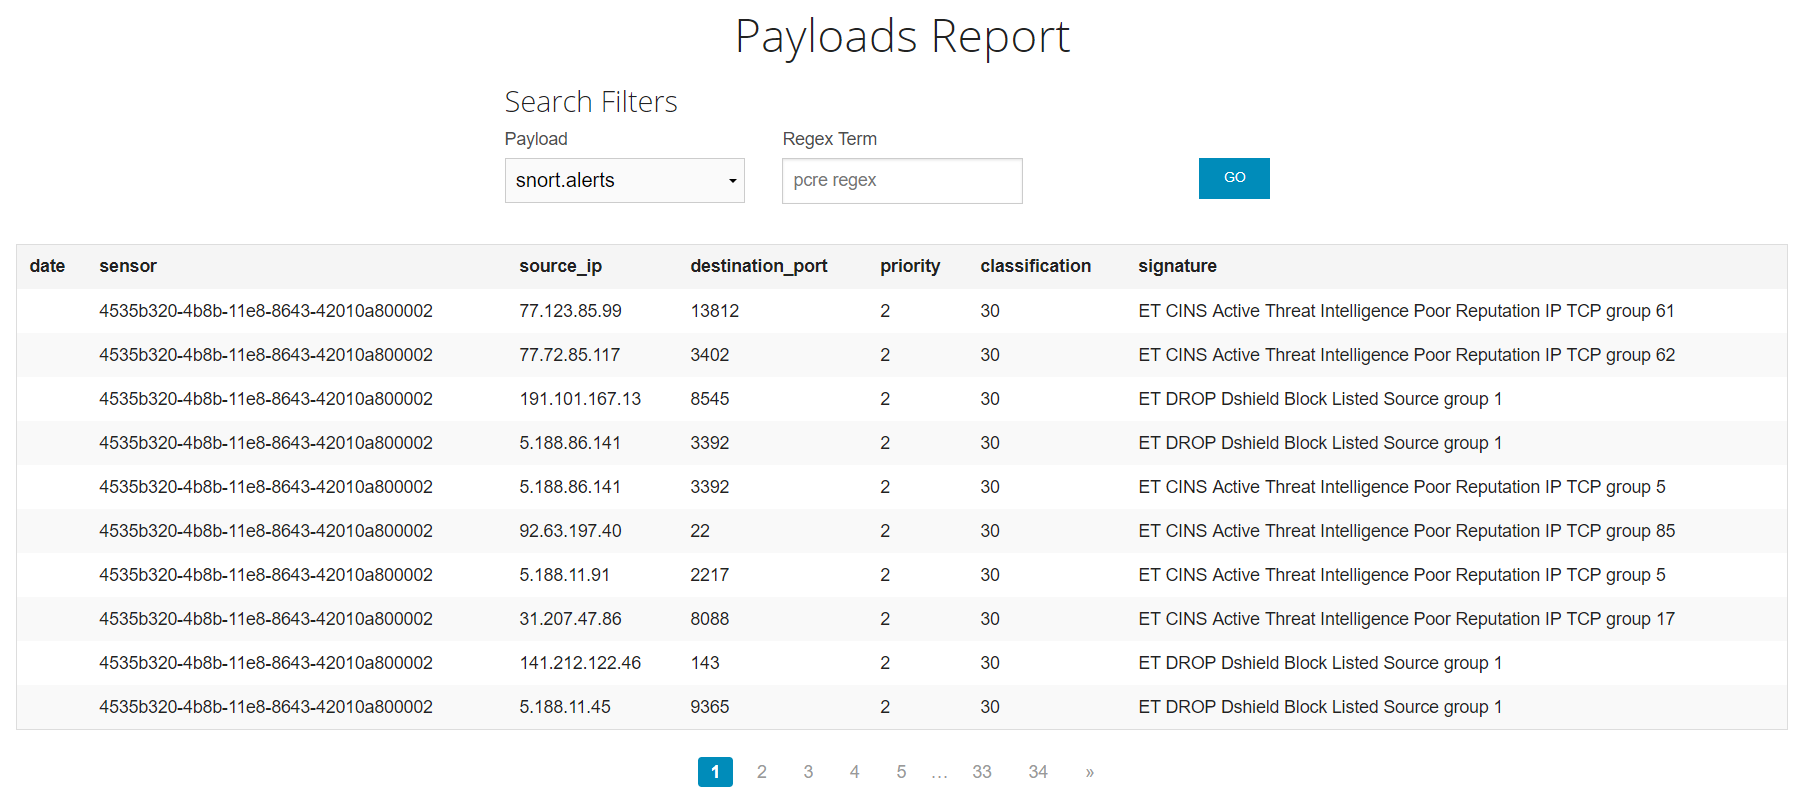 Payloads Report
Search Filters
Payload Regex Term
snort.alerts pcre regex GO
date sensor source_ip destination_port priority classification signature
4535b320-4b8b-11e8-8643-42010a800002 77.123.85.99 13812 2 30 ET CINS Active Threat Intelligence Poor Reputation IP TCP group 61
4535b320-4b8b-11e8-8643-42010a800002 77.72.85.117 3402 2 30 ET CINS Active Threat Intelligence Poor Reputation IP TCP group 62
4535b320-4b8b-11e8-8643-42010a800002 191.101.167.13 8545 2 30 ET DROP Dshield Block Listed Source group 1
4535b320-4b8b-11e8-8643-42010a800002 5.188.86.141 3392 2 30 ET DROP Dshield Block Listed Source group 1
4535b320-4b8b-11e8-8643-42010a800002 5.188.86.141 3392 2 30 ET CINS Active Threat Intelligence Poor Reputation IP TCP group 5
4535b320-4b8b-11e8-8643-42010a800002 92.63.197.40 22 2 30 ET CINS Active Threat Intelligence Poor Reputation IP TCP group 85
4535b320-4b8b-11e8-8643-42010a800002 5.188.11.91 2217 2 30 ET CINS Active Threat Intelligence Poor Reputation IP TCP group 5
4535b320-4b8b-11e8-8643-42010a800002 31.207.47.86 8088 2 30 ET CINS Active Threat Intelligence Poor Reputation IP TCP group 17
4535b320-4b8b-11e8-8643-42010a800002 141.212.122.46 143 2 30 ET DROP Dshield Block Listed Source group 1
4535b320-4b8b-11e8-8643-42010a800002 5.188.11.45 9365 2 30 ET DROP Dshield Block Listed Source group 1
1 2 3 4 5 … 33 34 »